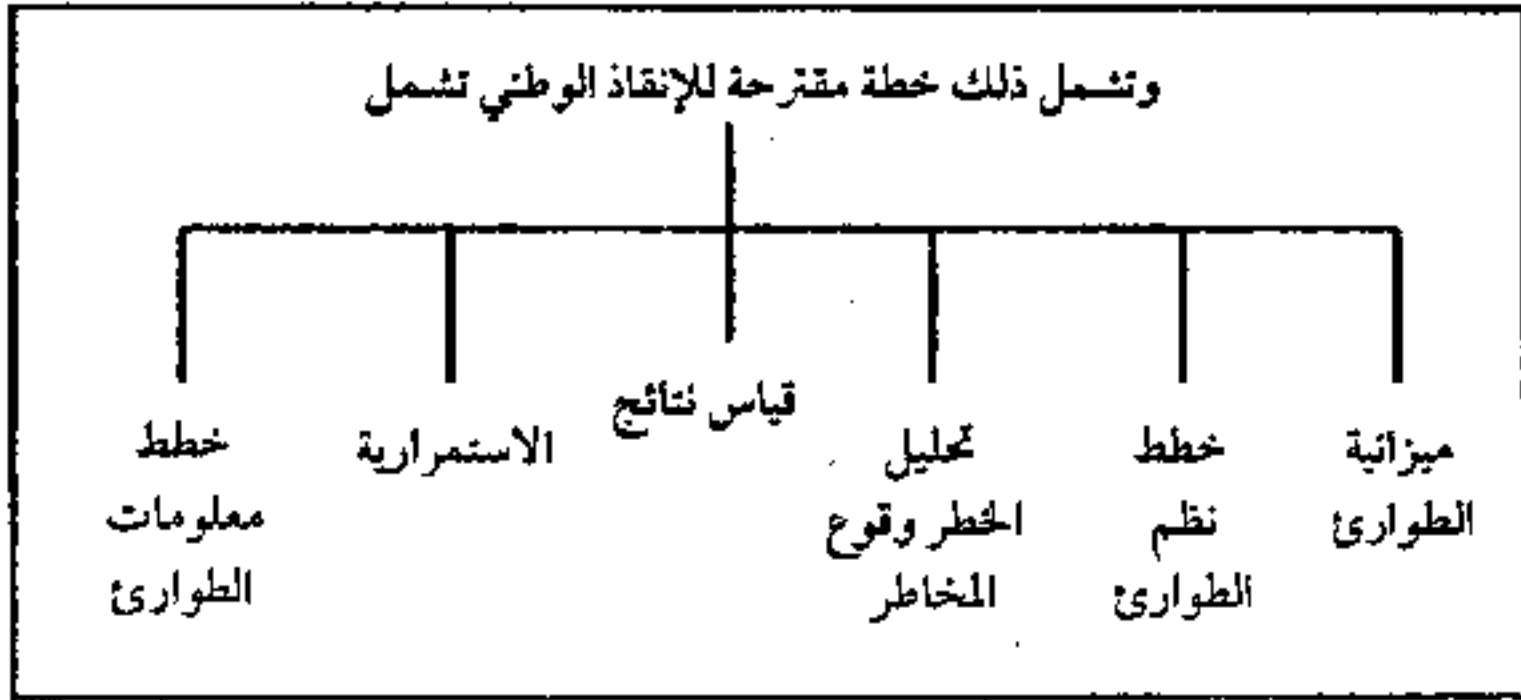 وتشمل ذلك خطة مقترحة للإنقاذ الوطني تشمل
ميزانية
الطوارئ
خطط
نظم
الطوارئ
تحليل
الخطر وقوع
المخاطر
قياس نتائج
الاستمرارية
خطط
معلومات
الطوارئ